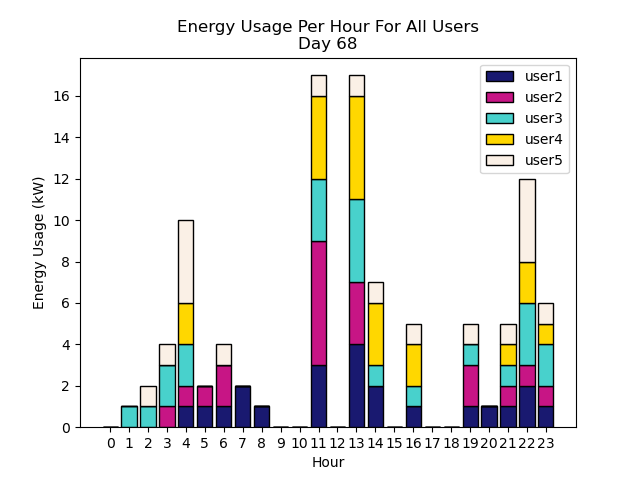 Energy Usage Per Hour For All Users
Day 68
user1
user2
user3
user4
user5
Energy Usage (kW)
16
14
12
10
8
6
4
2
0
0 1 2 3 4 5 6 7 8 9 10 11 12 13 14 15 16 17 18 19 20 21 22 23
Hour